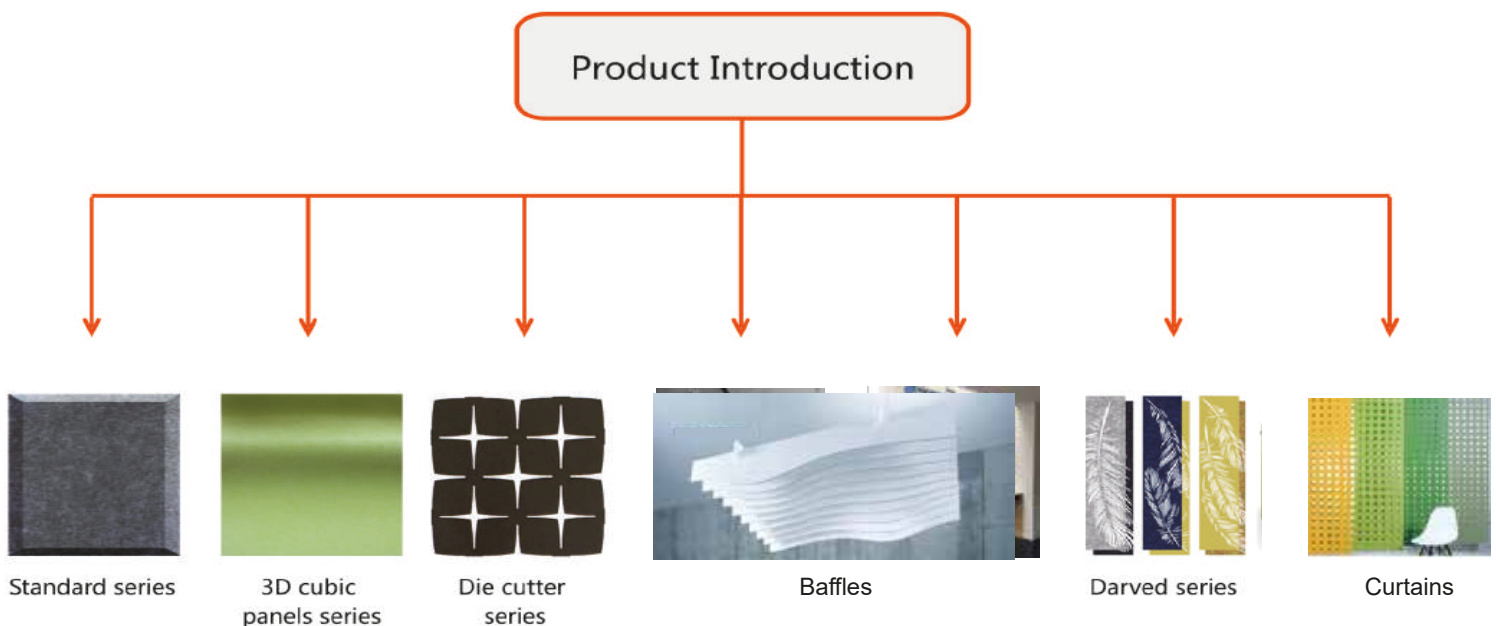 Product Introduction
Standard series
3D cubic
panels series
Die cutter
series
Baffles
Darved series
Curtains